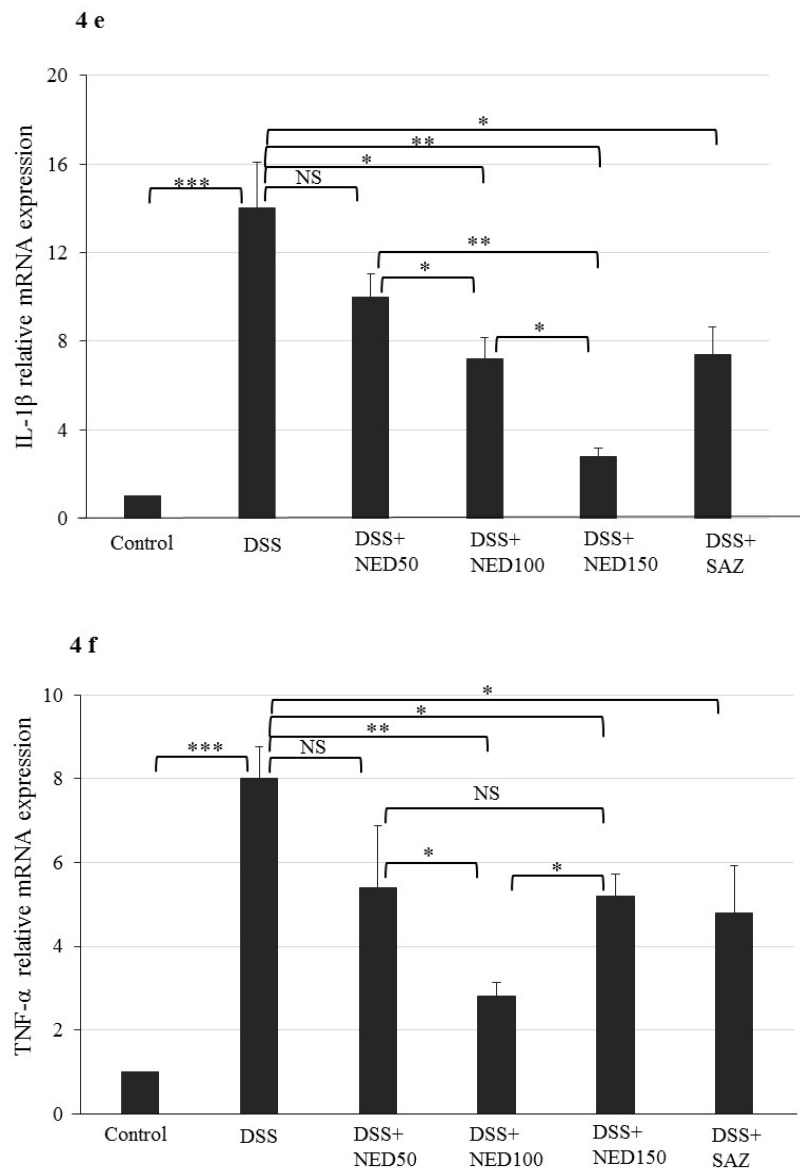 4 e
IL-1β relative mRNA expression
20
16
12
8
4
0
*
**
*
NS
***
**
*
*
Control
DSS
DSS+
NED50
DSS+
NED100
DSS+
NED150
DSS+
SAZ
4 f
TNF-α relative mRNA expression
10
8
6
4
2
0
*
*
**
NS
***
NS
*
*
Control
DSS
DSS+
NED50
DSS+
NED100
DSS+
NED150
DSS+
SAZ